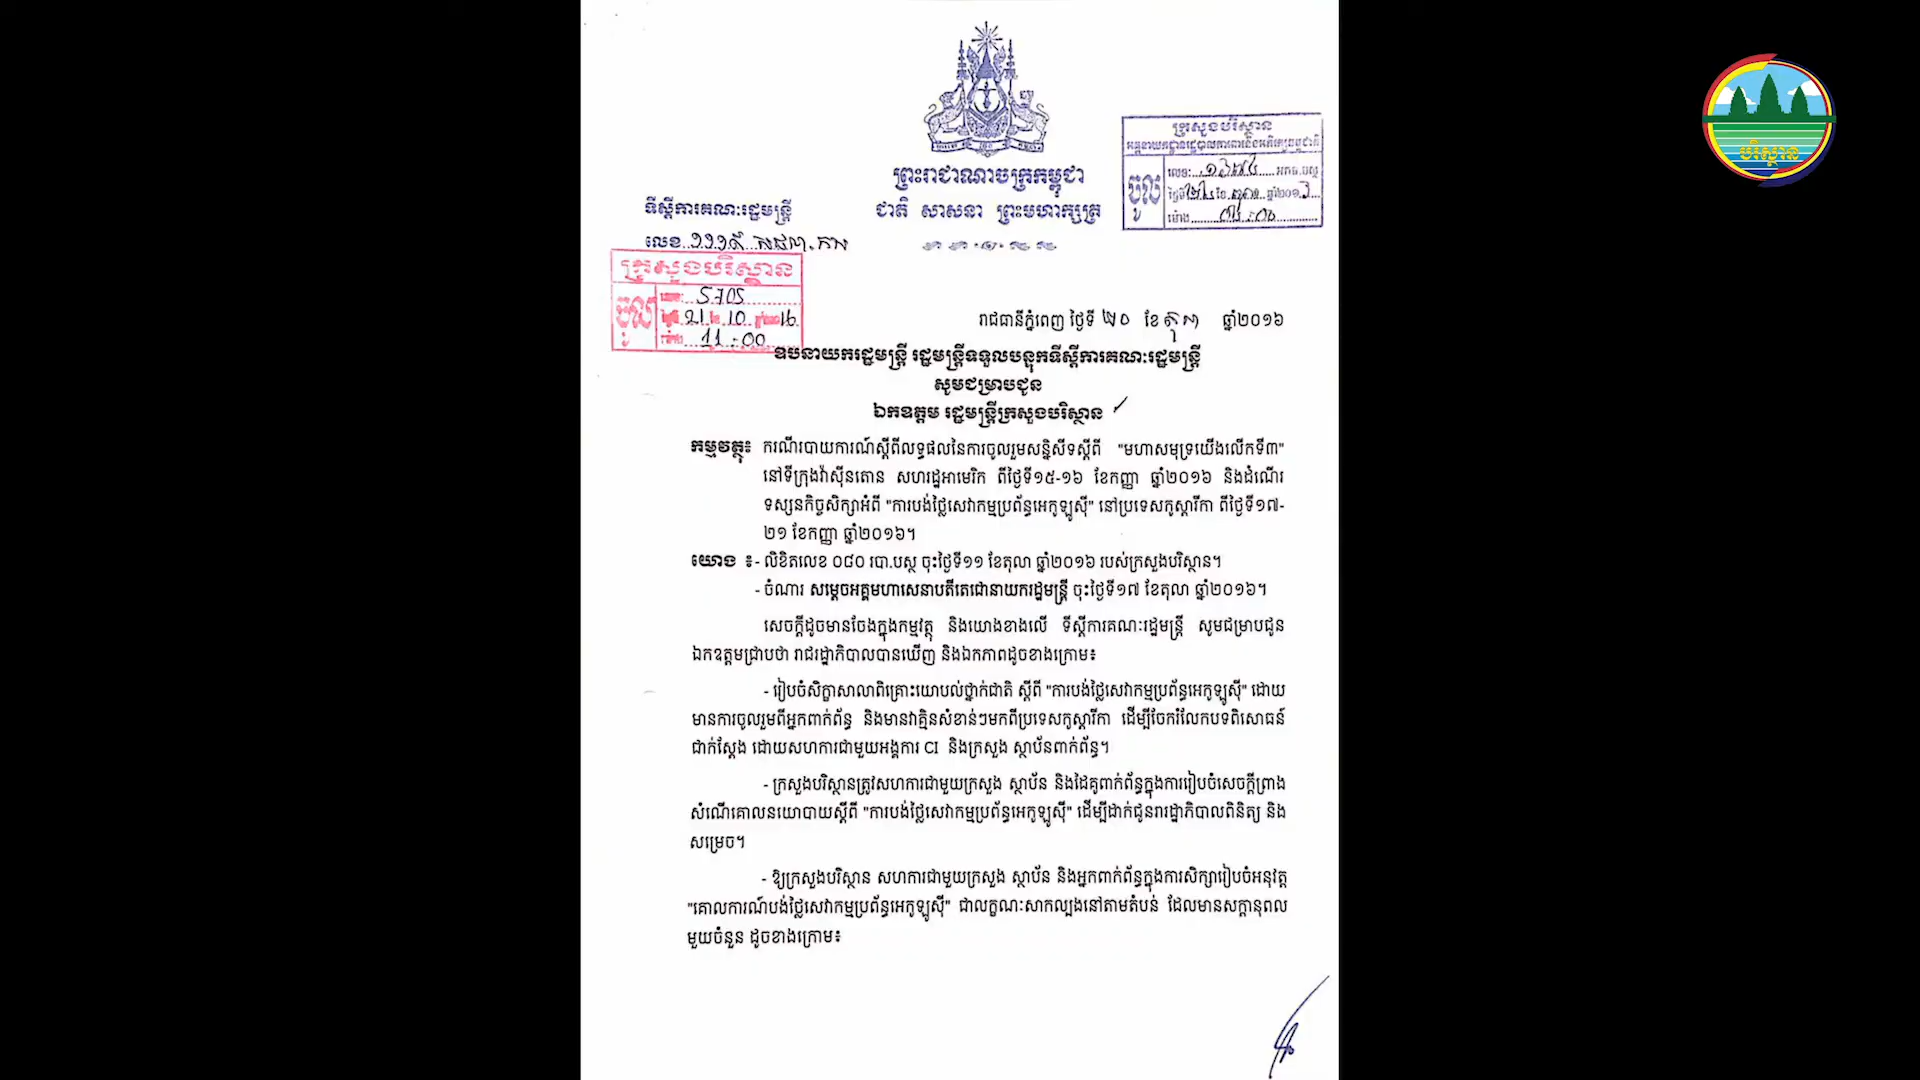 ព្រះរាជាណាចក្រកម្ពុជា
ជាតិ សាសនា ព្រះមហាក្សត្រ
ទីស្តីការគណៈរដ្ឋមន្ត្រី
លេខ
ក្រសួងបរិស្ថាន
ចូល
លេខ:
ម៉ោង
ក្រសួងបរិស្ថាន
ចូល
5705
21 10 16
11:00
បរិស្ថាន
រាជធានីភ្នំពេញ ថ្ងៃទី ២០ ខែ តុលា ឆ្នាំ២០១៦
ឧបនាយករដ្ឋមន្ត្រី រដ្ឋមន្ត្រីទទួលបន្ទុកទីស្តីការគណៈរដ្ឋមន្ត្រី
សូមជម្រាបជូន
ឯកឧត្តម រដ្ឋមន្ត្រីក្រសួងបរិស្ថាន
កម្មវត្ថុ៖ ករណីរបាយការណ៍ស្តីពីលទ្ធផលនៃការចូលរួមសន្និសីទស្តីពី "មហាសមុទ្រយើងលើកទី៣"
នៅទីក្រុងវ៉ាស៊ីនតោន សហរដ្ឋអាមេរិក ពីថ្ងៃទី១៥-១៦ ខែកញ្ញា ឆ្នាំ២០១៦ និងដំណើរ
ទស្សនកិច្ចសិក្សាអំពី "ការបង់ថ្លៃសេវាកម្មប្រព័ន្ធអេកូឡូស៊ី" នៅប្រទេសកូស្តារីកា ពីថ្ងៃទី១៧-
២១ ខែកញ្ញា ឆ្នាំ២០១៦។
យោង ៖ - លិខិតលេខ ០៨០ របា.បស្ថ ចុះថ្ងៃទី១១ ខែតុលា ឆ្នាំ២០១៦ របស់ក្រសួងបរិស្ថាន។
- ចំណារ សម្តេចអគ្គមហាសេនាបតីតេជោនាយករដ្ឋមន្ត្រី ចុះថ្ងៃទី១៧ ខែតុលា ឆ្នាំ២០១៦។
សេចក្តីដូចមានចែងក្នុងកម្មវត្ថុ និងយោងខាងលើ ទីស្តីការគណៈរដ្ឋមន្ត្រី សូមជម្រាបជូន
ឯកឧត្តមជ្រាបថា រាជរដ្ឋាភិបាលបានឃើញ និងឯកភាពដូចខាងក្រោម៖
- រៀបចំសិក្ខាសាលាពិគ្រោះយោបល់ថ្នាក់ជាតិ ស្តីពី "ការបង់ថ្លៃសេវាកម្មប្រព័ន្ធអេកូឡូស៊ី" ដោយ
មានការចូលរួមពីអ្នកពាក់ព័ន្ធ និងមានវាគ្មិនសំខាន់ៗមកពីប្រទេសកូស្តារីកា ដើម្បីចែករំលែកបទពិសោធន៍
ជាក់ស្តែង ដោយសហការជាមួយអង្គការ CI និងក្រសួង ស្ថាប័នពាក់ព័ន្ធ។
- ក្រសួងបរិស្ថានត្រូវសហការជាមួយក្រសួង ស្ថាប័ន និងដៃគូពាក់ព័ន្ធក្នុងការរៀបចំសេចក្តីព្រាង
សំណើគោលនយោបាយស្តីពី "ការបង់ថ្លៃសេវាកម្មប្រព័ន្ធអេកូឡូស៊ី" ដើម្បីដាក់ជូនរាជរដ្ឋាភិបាលពិនិត្យ និង
សម្រេច។
- ឱ្យក្រសួងបរិស្ថាន សហការជាមួយក្រសួង ស្ថាប័ន និងអ្នកពាក់ព័ន្ធក្នុងការសិក្សារៀបចំអនុវត្ត
"គោលការណ៍បង់ថ្លៃសេវាកម្មប្រព័ន្ធអេកូឡូស៊ី" ជាលក្ខណៈសាកល្បងនៅតាមតំបន់ ដែលមានសក្តានុពល
មួយចំនួន ដូចខាងក្រោម៖